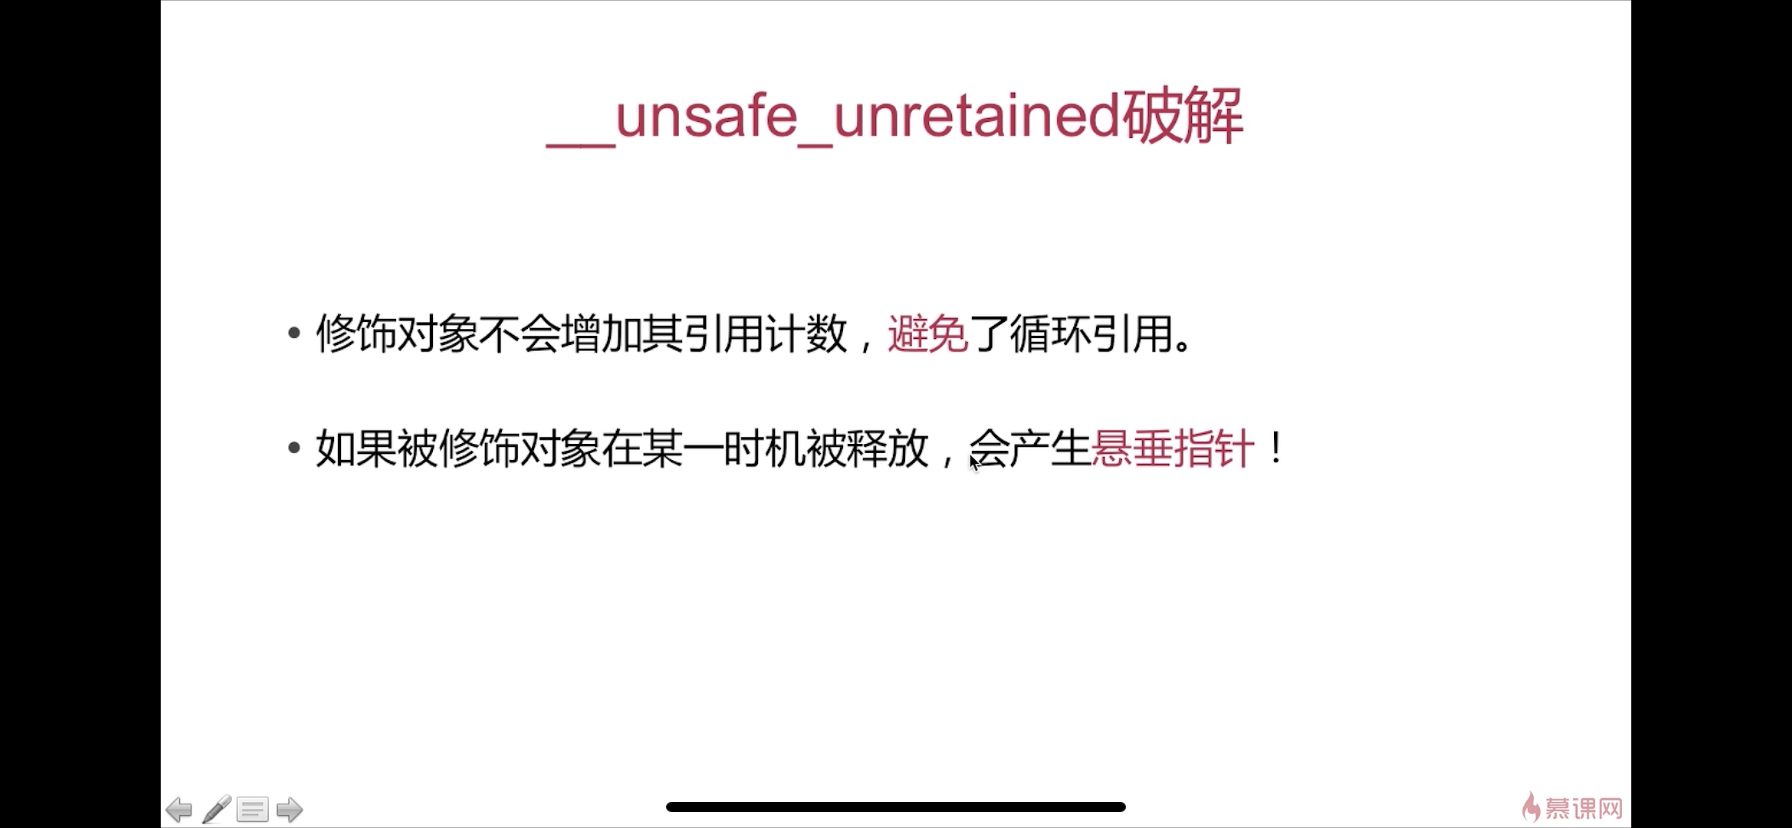 __unsafe_unretained破解
• 修饰对象不会增加其引用计数，避免了循环引用。
• 如果被修饰对象在某一时机被释放，会产生悬垂指针！
慕课网